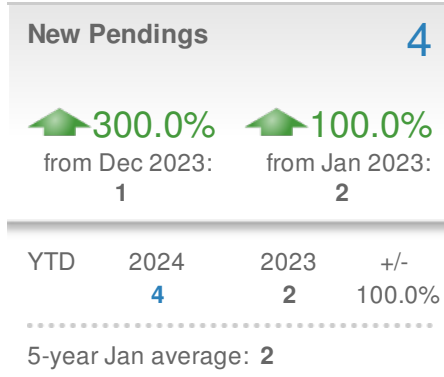 New Pendings 4
300.0% 100.0%
from Dec 2023: from Jan 2023:
1 2
YTD 2024 2023 +/-
4 2 100.0%
5-year Jan average: 2